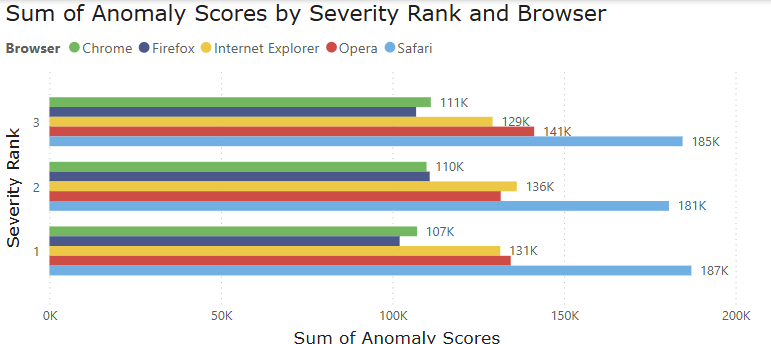 Sum of Anomaly Scores by Severity Rank and Browser
Browser Chrome Firefox Internet Explorer Opera Safari
Severity Rank
3
111K
129K
141K
185K
2
110K
136K
181K
1
107K
131K
187K
0K 50K 100K 150K 200K
Sum of Anomaly Scores